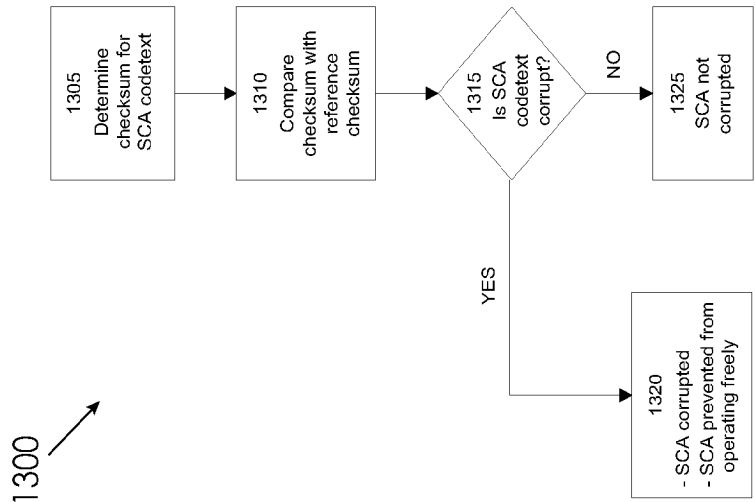 1300
1305
Determine
checksum for
SCA codetext
1310
Compare
checksum with
reference
checksum
1315
Is SCA
codetext
corrupt?
YES
NO
1320
- SCA corrupted
- SCA prevented from
operating freely
1325
SCA not
corrupted